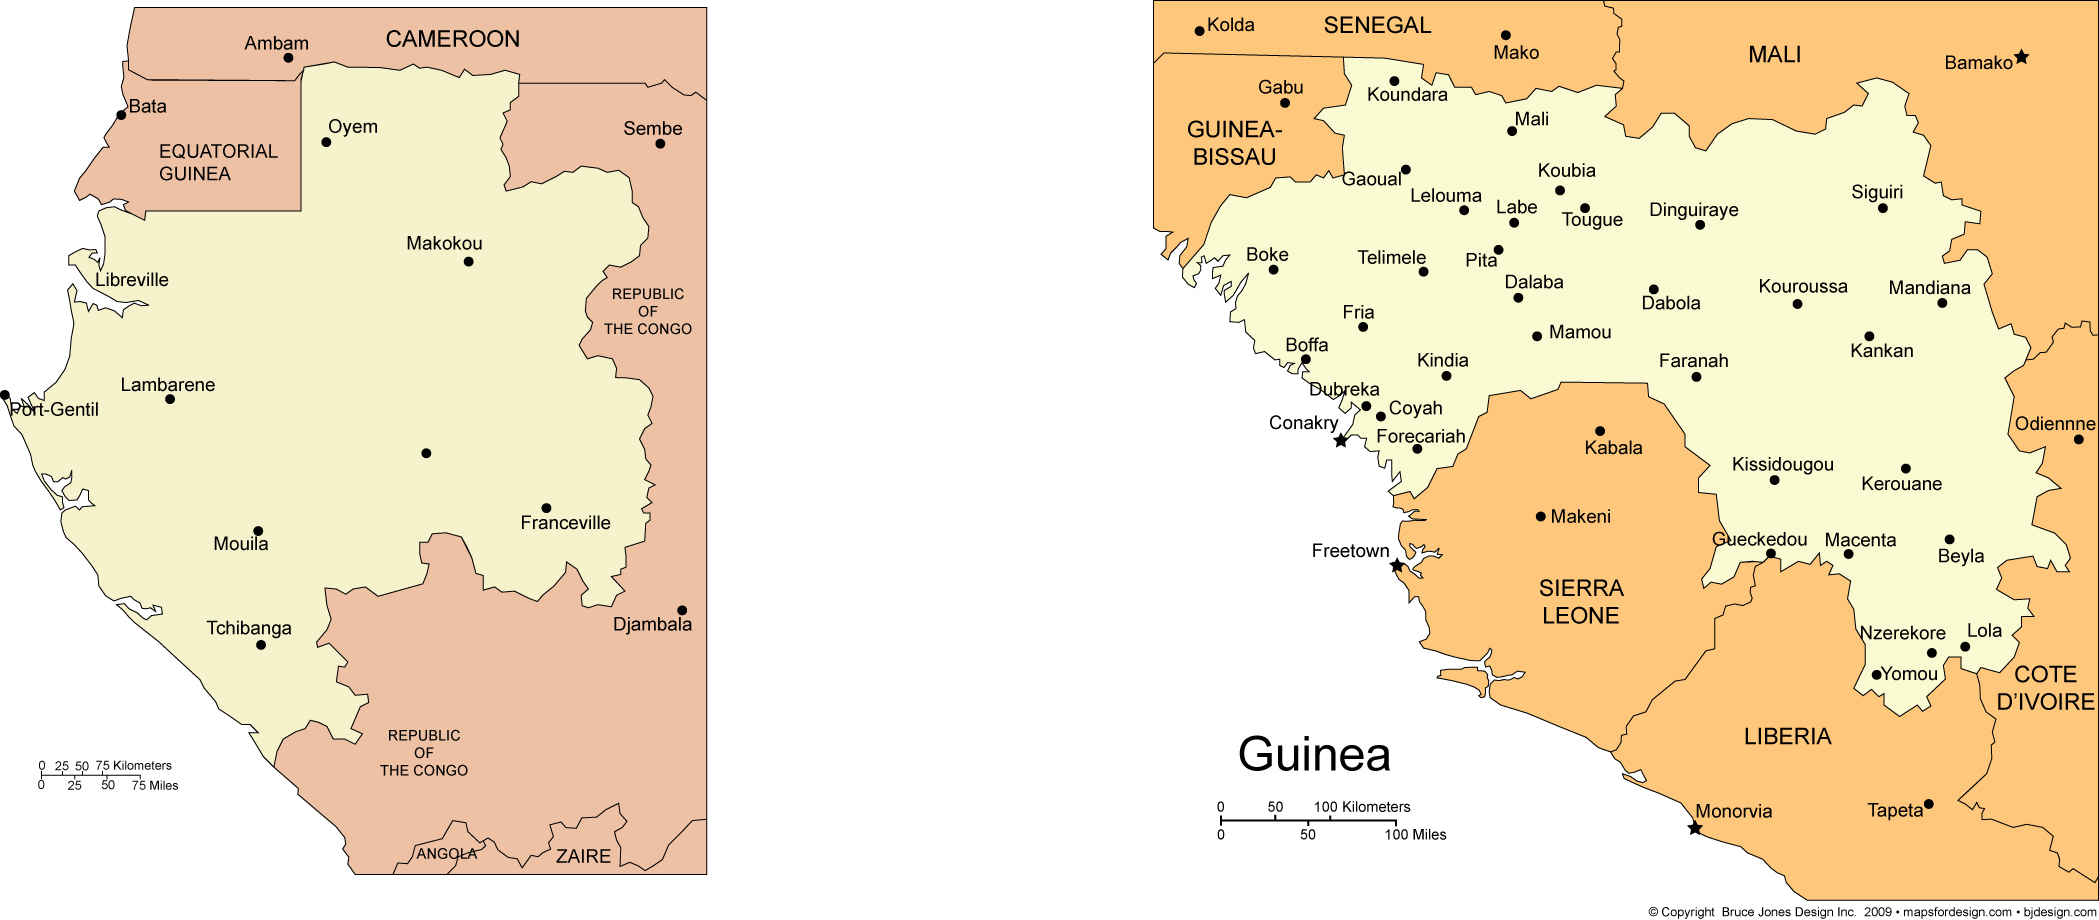 CAMEROON
Ambam
Bata
Oyem
Sembe
EQUATORIAL
GUINEA
Makokou
Libreville
REPUBLIC
OF
THE CONGO
Lambarene
Port-Gentil
Franceville
Mouila
Djambala
Tchibanga
REPUBLIC
OF
THE CONGO
0 25 50 75 Kilometers
0 25 50 75 Miles
ANGOLA
ZAIRE
Kolda
SENEGAL
Mako
MALI
Bamako
Gabu
Koundara
GUINEA-
BISSAU
Mali
Koubia
Gaoual
Lelouma
Labe
Tougue
Dinguiraye
Siguiri
Boke
Telimele
Pita
Dalaba
Dabola
Kouroussa
Mandiana
Fria
Mamou
Boffa
Kindia
Faranah
Kankan
Dubreka
Coyah
Conakry
Forecariah
Kabala
Odiennne
Kissidougou
Kerouane
Makeni
Gueckedou
Macenta
Beyla
Freetown
SIERRA
LEONE
Nzerekore
Lola
Yomou
COTE
D'IVOIRE
LIBERIA
Guinea
0 50 100 Kilometers
0 50 100 Miles
Monorvia
Tapeta
© Copyright Bruce Jones Design Inc. 2009 • mapsfordesign.com • bjdesign.com